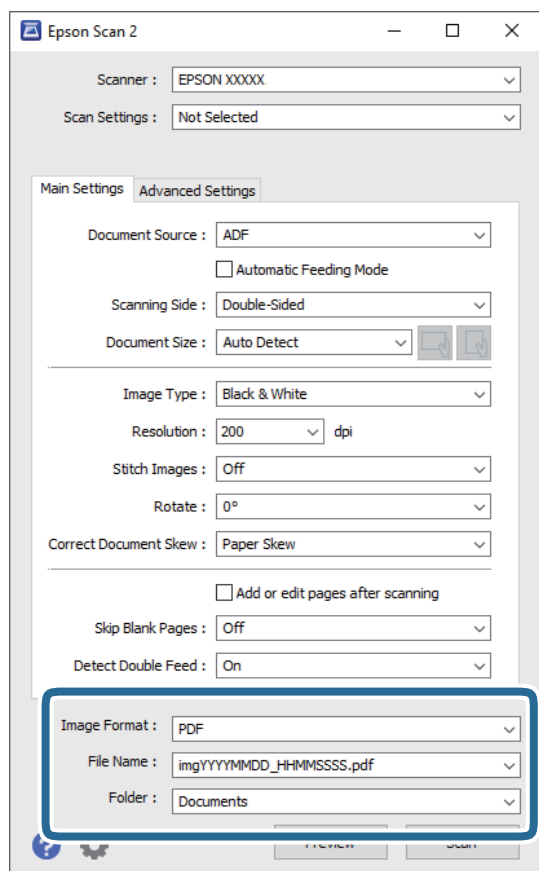 Epson Scan 2
Scanner : EPSON XXXXX
Scan Settings : Not Selected
Main Settings Advanced Settings
Document Source : ADF
Automatic Feeding Mode
Scanning Side : Double-Sided
Document Size : Auto Detect
Image Type : Black & White
Resolution : 200 dpi
Stitch Images : Off
Rotate : 0°
Correct Document Skew : Paper Skew
Add or edit pages after scanning
Skip Blank Pages : Off
Detect Double Feed : On
Image Format : PDF
File Name : imgYYYYMMDD_HHMMSSSS.pdf
Folder : Documents
? Preview Scan